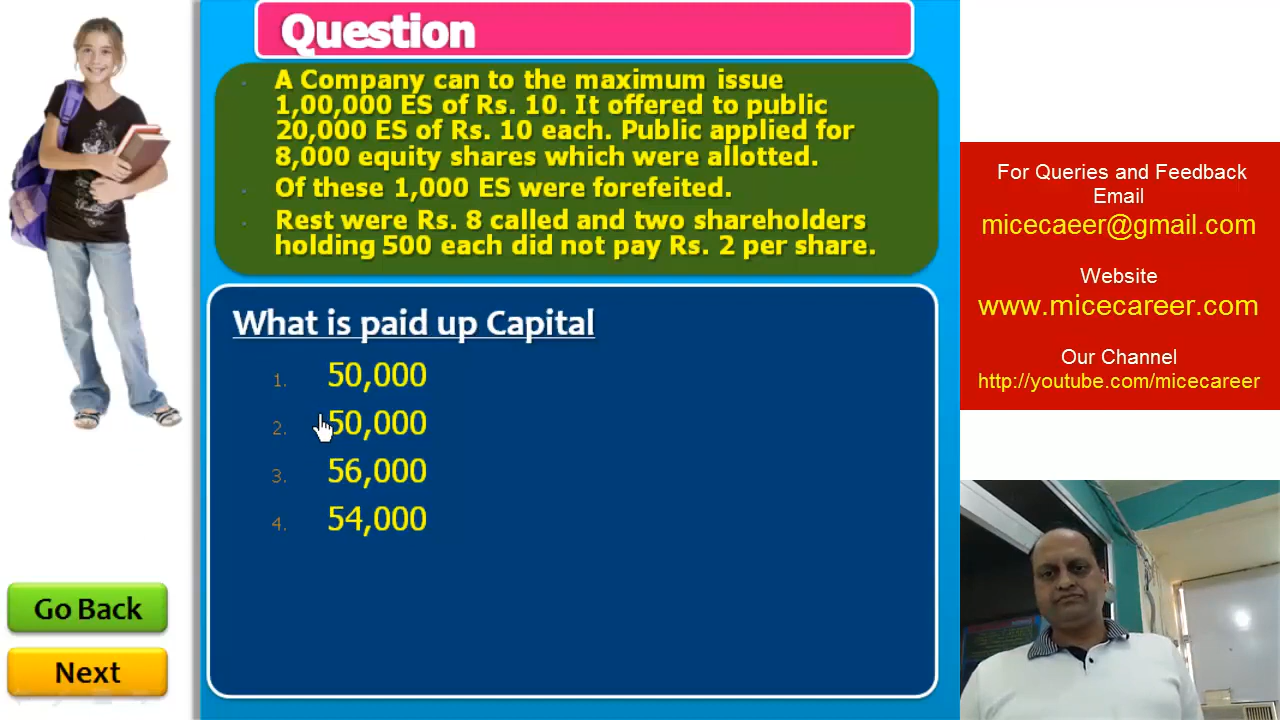 Question
A Company can to the maximum issue
1,00,000 ES of Rs. 10. It offered to public
20,000 ES of Rs. 10 each. Public applied for
8,000 equity shares which were allotted.
Of these 1,000 ES were forefeited.
Rest were Rs. 8 called and two shareholders
holding 500 each did not pay Rs. 2 per share.
What is paid up Capital
1. 50,000
2. 50,000
3. 56,000
4. 54,000
Go Back
Next
For Queries and Feedback
Email
micecaeer@gmail.com
Website
www.micecareer.com
Our Channel
http://youtube.com/micecareer